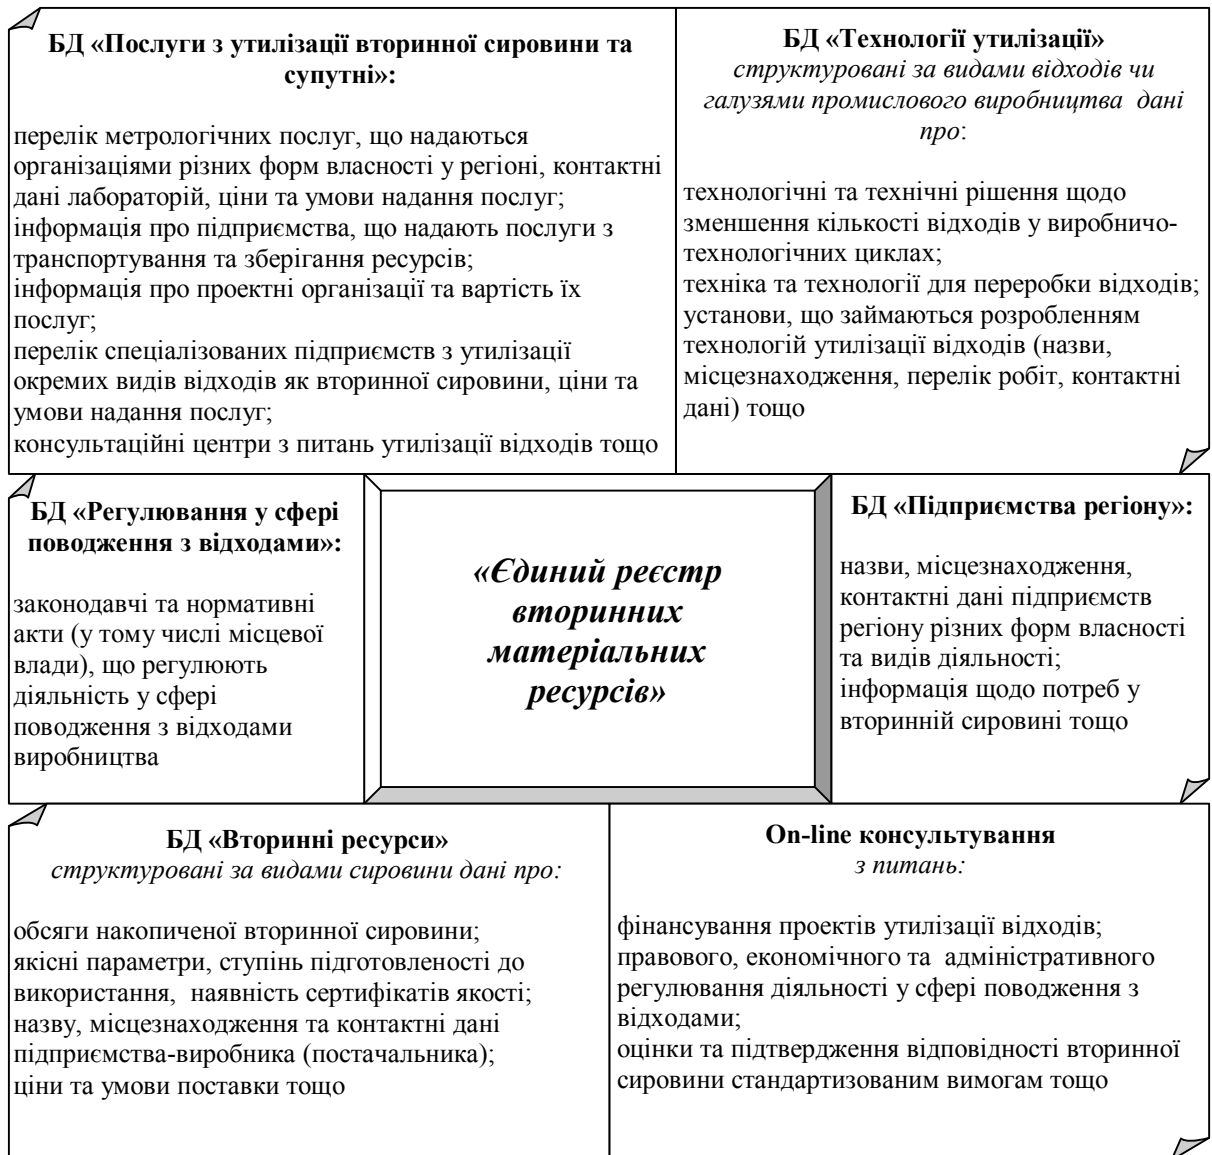 БД «Послуги з утилізації вторинної сировини та
супутні»:
перелік метрологічних послуг, що надаються
організаціями різних форм власності у регіоні, контактні
дані лабораторій, ціни та умови надання послуг;
інформація про підприємства, що надають послуги з
транспортування та зберігання ресурсів;
інформація про проектні організації та вартість їх
послуг;
перелік спеціалізованих підприємств з утилізації
окремих видів відходів як вторинної сировини, ціни та
умови надання послуг;
консультаційні центри з питань утилізації відходів тощо
БД «Технології утилізації»
структуровані за видами відходів чи
галузями промислового виробництва дані
про:
технологічні та технічні рішення щодо
зменшення кількості відходів у виробничо-
технологічних циклах;
техніка та технології для переробки відходів;
установи, що займаються розробленням
технологій утилізації відходів (назви,
місцезнаходження, перелік робіт, контактні
дані) тощо
БД «Регулювання у сфері
поводження з відходами»:
законодавчі та нормативні
акти (у тому числі місцевої
влади), що регулюють
діяльність у сфері
поводження з відходами
виробництва
«Єдиний реєстр
вторинних
матеріальних
ресурсів»
БД «Підприємства регіону»:
назви, місцезнаходження,
контактні дані підприємств
регіону різних форм власності
та видів діяльності;
інформація щодо потреб у
вторинній сировині тощо
БД «Вторинні ресурси»
структуровані за видами сировини дані про:
обсяги накопиченої вторинної сировини;
якісні параметри, ступінь підготовленості до
використання, наявність сертифікатів якості;
назву, місцезнаходження та контактні дані
підприємства-виробника (постачальника);
ціни та умови поставки тощо
On-line консультування
з питань:
фінансування проектів утилізації відходів;
правового, економічного та адміністративного
регулювання діяльності у сфері поводження з
відходами;
оцінки та підтвердження відповідності вторинної
сировини стандартизованим вимогам тощо